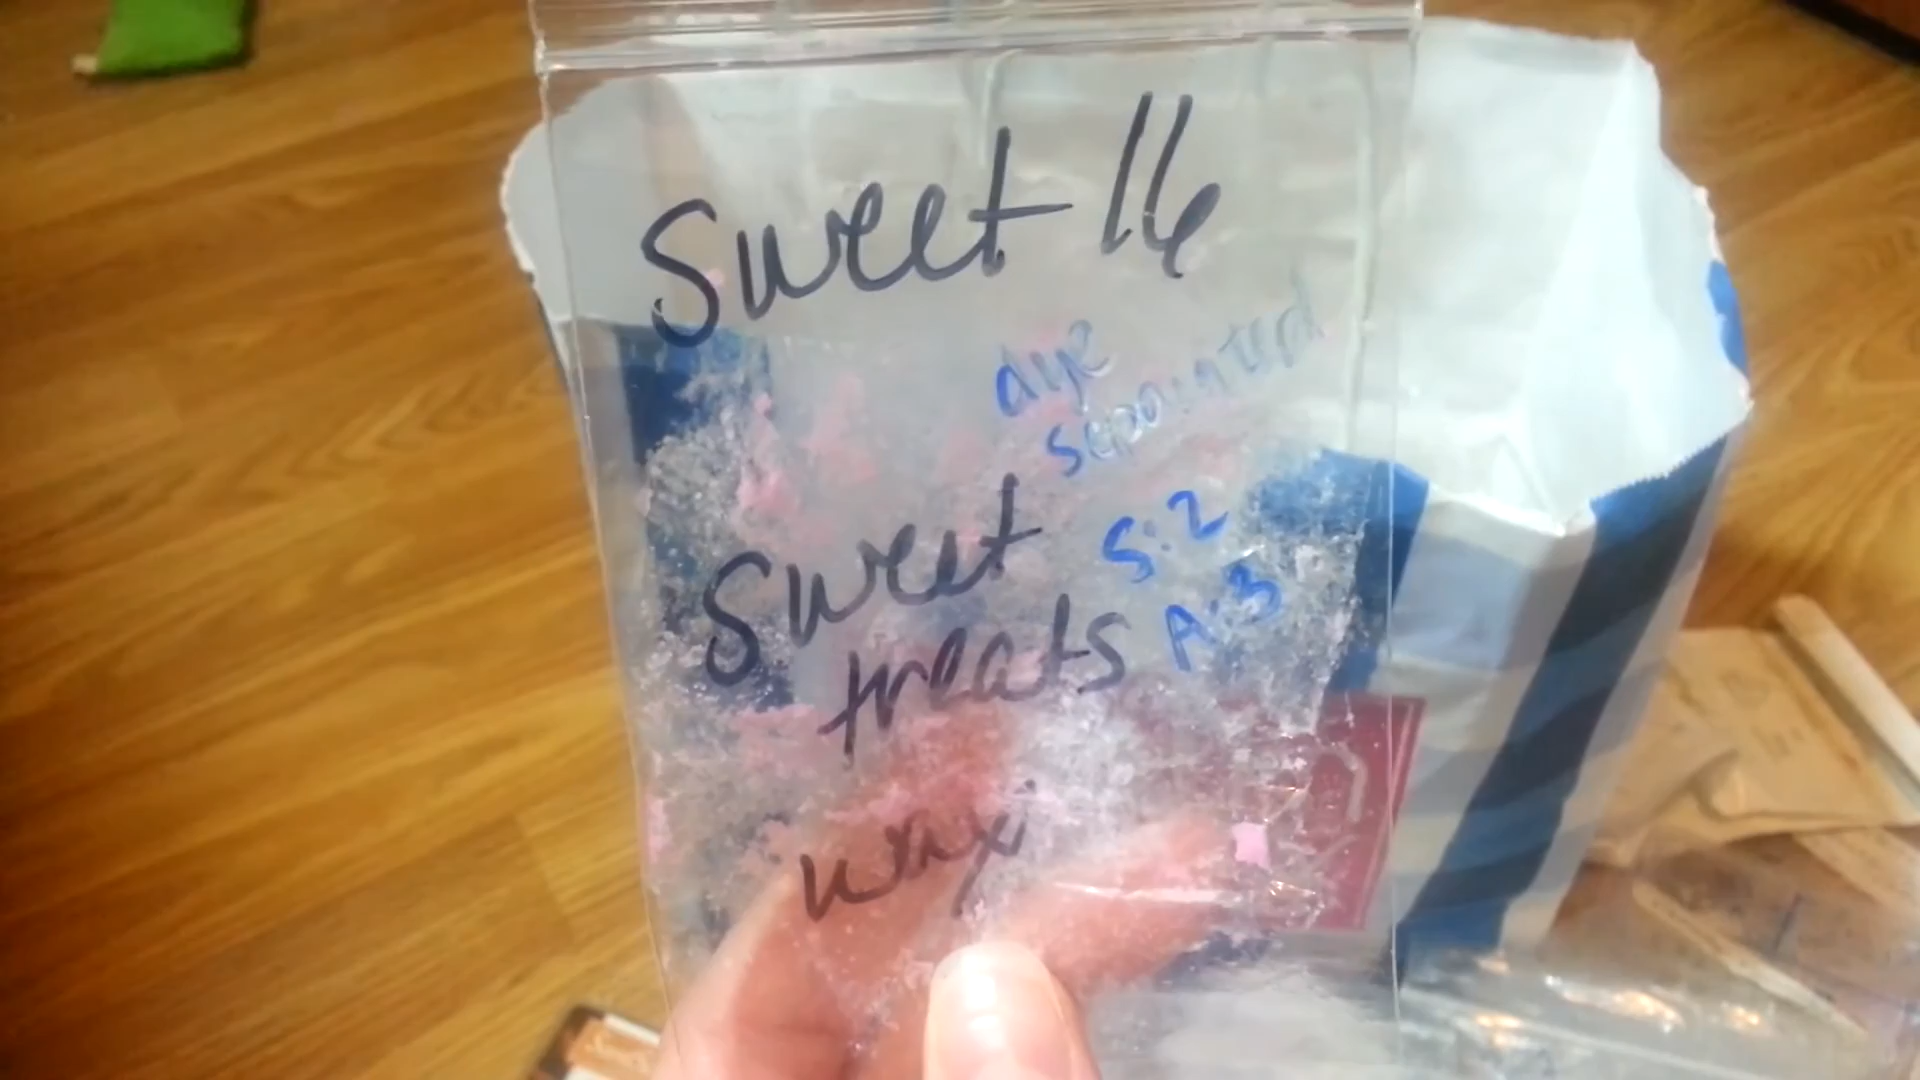 Sweet 16
dye
separated
Sweet
treats
S: 2
A: 3
wax